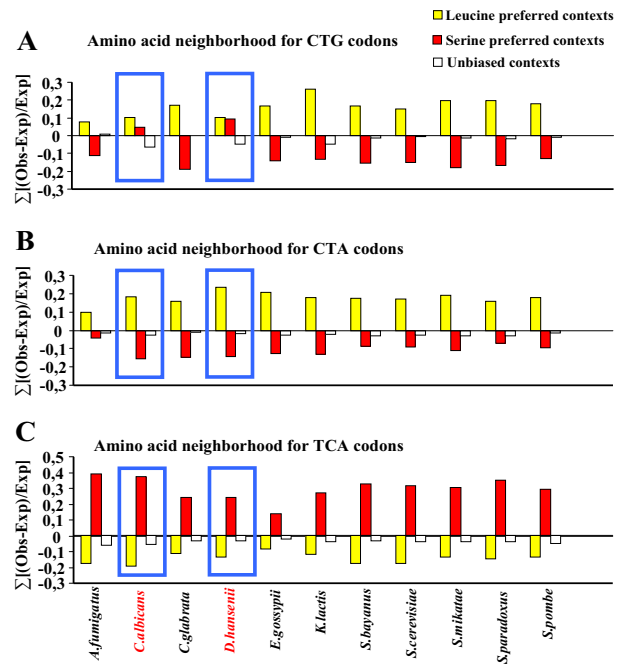 Leucine preferred contexts
Serine preferred contexts
Unbiased contexts
A
Amino acid neighborhood for CTG codons
∑[(Obs-Exp)/Exp]
0,3
0,2
0,1
0
-0,1
-0,2
-0,3
B
Amino acid neighborhood for CTA codons
∑[(Obs-Exp)/Exp]
0,3
0,2
0,1
0
-0,1
-0,2
-0,3
C
Amino acid neighborhood for TCA codons
∑[(Obs-Exp)/Exp]
0,5
0,4
0,3
0,2
0,1
0
-0,1
-0,2
-0,3
A.fumigatus
C.albicans
C.glabrata
D.hansenii
E.gossypii
K.lactis
S.bayanus
S.cerevisiae
S.mikatae
S.paradoxus
S.pombe